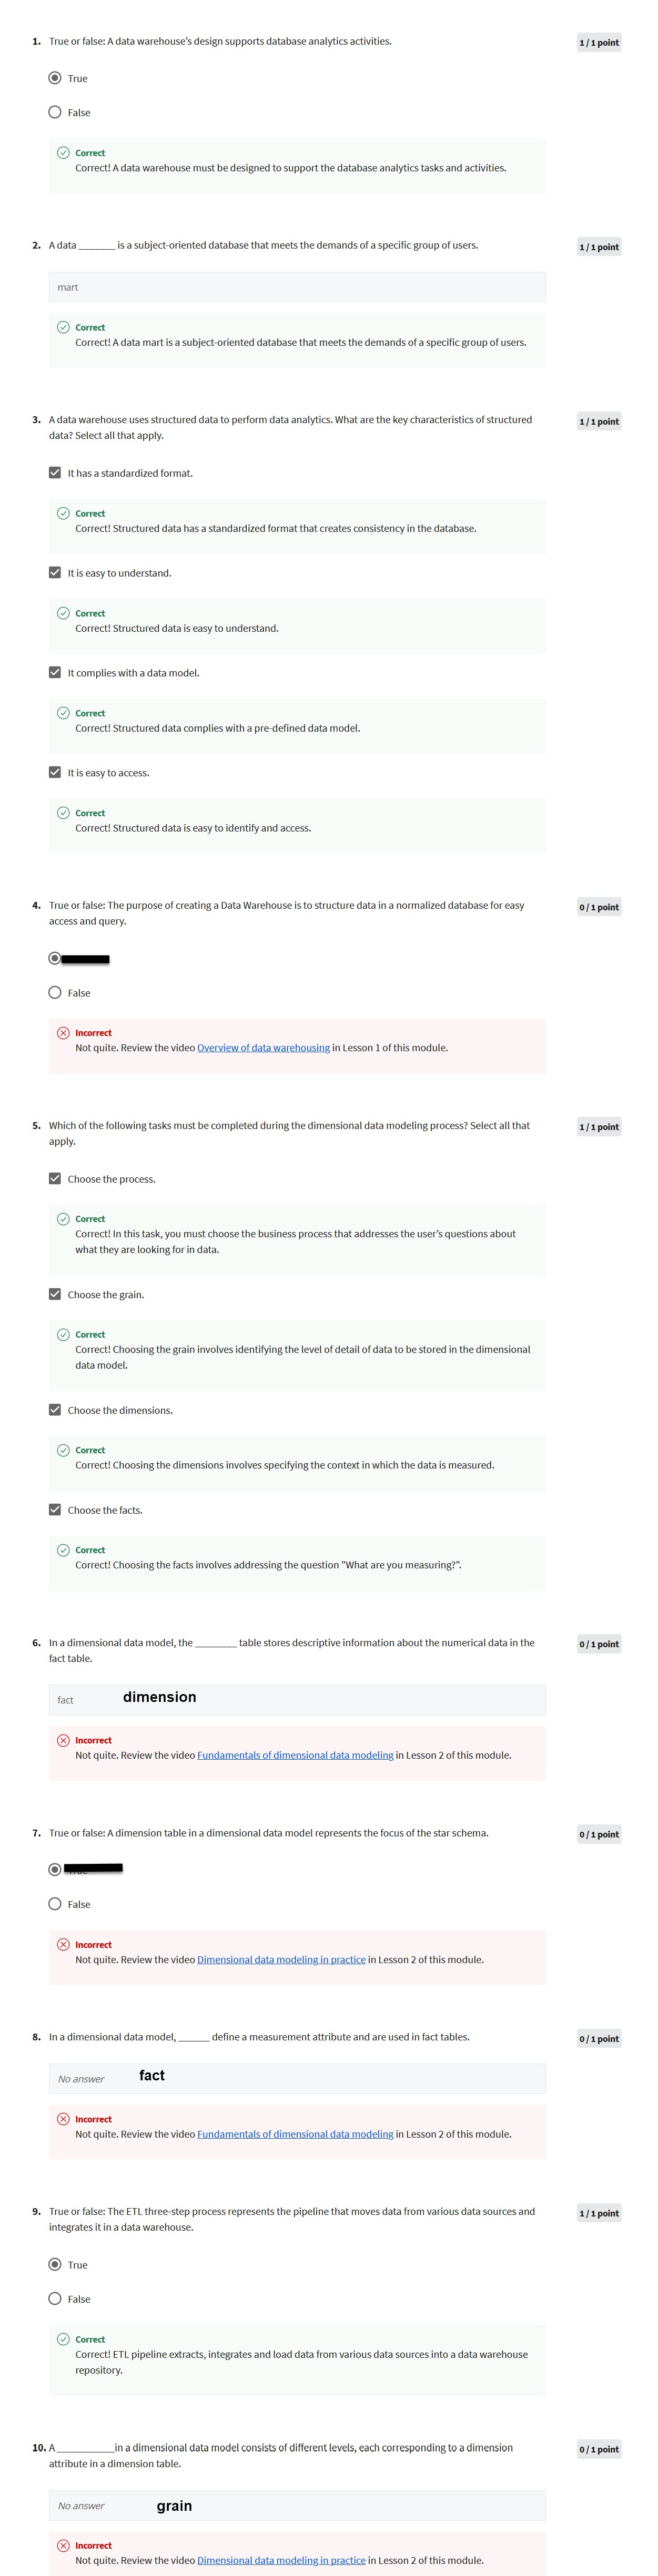 1. True or false: A data warehouse's design supports database analytics activities.
1 / 1 point
True
False
Correct
Correct! A data warehouse must be designed to support the database analytics tasks and activities.
2. A data _______ is a subject-oriented database that meets the demands of a specific group of users.
1 / 1 point
mart
Correct
Correct! A data mart is a subject-oriented database that meets the demands of a specific group of users.
3. A data warehouse uses structured data to perform data analytics. What are the key characteristics of structured
data? Select all that apply.
1 / 1 point
It has a standardized format.
Correct
Correct! Structured data has a standardized format that creates consistency in the database.
It is easy to understand.
Correct
Correct! Structured data is easy to understand.
It complies with a data model.
Correct
Correct! Structured data complies with a pre-defined data model.
It is easy to access.
Correct
Correct! Structured data is easy to identify and access.
4. True or false: The purpose of creating a Data Warehouse is to structure data in a normalized database for easy
access and query.
0 / 1 point
False
Incorrect
Not quite. Review the video Overview of data warehousing in Lesson 1 of this module.
5. Which of the following tasks must be completed during the dimensional data modeling process? Select all that
apply.
1 / 1 point
Choose the process.
Correct
Correct! In this task, you must choose the business process that addresses the user's questions about
what they are looking for in data.
Choose the grain.
Correct
Correct! Choosing the grain involves identifying the level of detail of data to be stored in the dimensional
data model.
Choose the dimensions.
Correct
Correct! Choosing the dimensions involves specifying the context in which the data is measured.
Choose the facts.
Correct
Correct! Choosing the facts involves addressing the question "What are you measuring?".
6. In a dimensional data model, the ________ table stores descriptive information about the numerical data in the
fact table.
0 / 1 point
fact dimension
Incorrect
Not quite. Review the video Fundamentals of dimensional data modeling in Lesson 2 of this module.
7. True or false: A dimension table in a dimensional data model represents the focus of the star schema.
0 / 1 point
False
Incorrect
Not quite. Review the video Dimensional data modeling in practice in Lesson 2 of this module.
8. In a dimensional data model, ______ define a measurement attribute and are used in fact tables.
0 / 1 point
No answer fact
Incorrect
Not quite. Review the video Fundamentals of dimensional data modeling in Lesson 2 of this module.
9. True or false: The ETL three-step process represents the pipeline that moves data from various data sources and
integrates it in a data warehouse.
1 / 1 point
True
False
Correct
Correct! ETL pipeline extracts, integrates and load data from various data sources into a data warehouse
repository.
10. A ___________in a dimensional data model consists of different levels, each corresponding to a dimension
attribute in a dimension table.
0 / 1 point
No answer grain
Incorrect
Not quite. Review the video Dimensional data modeling in practice in Lesson 2 of this module.